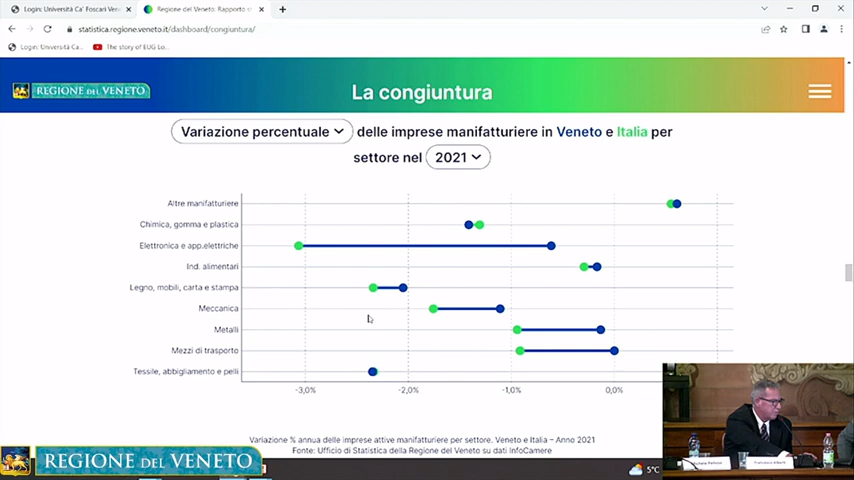 Login: Università Ca' Foscari Vene
Regione del Veneto: Rapporto st
statistica.regione.veneto.it/dashboard/congiuntura/
Login: Università Ca...
The story of EUG Lo...
REGIONE DEL VENETO
La congiuntura
Variazione percentuale delle imprese manifatturiere in Veneto e Italia per
settore nel 2021
Altre manifatturiere
Chimica, gomma e plastica
Elettronica e app.elettriche
Ind. alimentari
Legno, mobili, carta e stampa
Meccanica
Metalli
Mezzi di trasporto
Tessile, abbigliamento e pelli
-3,0%
-2,0%
-1,0%
0,0%
Variazione % annua delle imprese attive manifatturiere per settore. Veneto e Italia – Anno 2021
Fonte: Ufficio di Statistica della Regione del Veneto su dati InfoCamere
REGIONE DEL VENETO
5°C